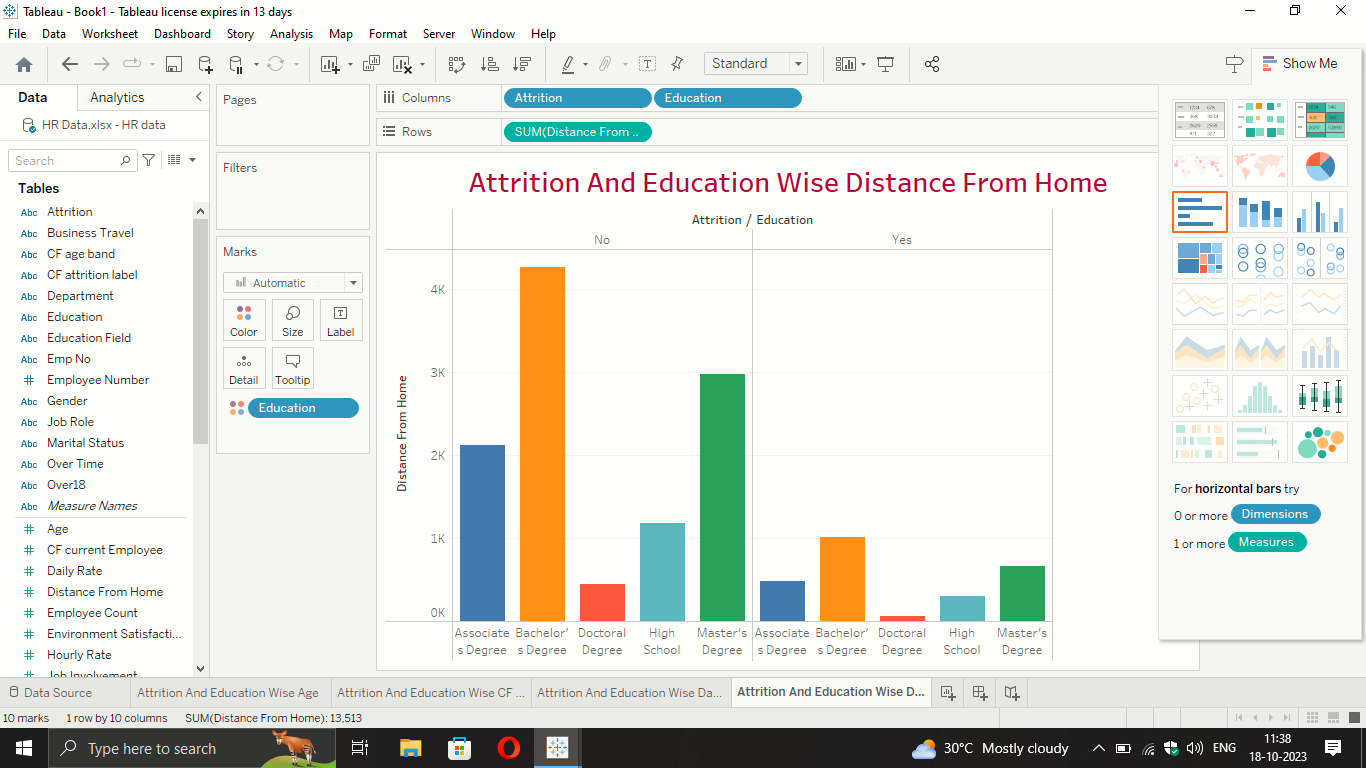 Tableau - Book1 - Tableau license expires in 13 days
File Data Worksheet Dashboard Story Analysis Map Format Server Window Help
Standard
Show Me
Data Analytics
HR Data.xlsx - HR data
Search
Tables
Abc Attrition
Abc Business Travel
Abc CF age band
Abc CF attrition label
Abc Department
Abc Education
Abc Education Field
Abc Emp No
# Employee Number
Abc Gender
Abc Job Role
Abc Marital Status
Abc Over Time
Abc Over18
Abc Measure Names
# Age
# CF current Employee
# Daily Rate
# Distance From Home
# Employee Count
# Environment Satisfacti...
# Hourly Rate
# Job Involvement
Pages
Filters
Marks
Automatic
Color Size Label
Detail Tooltip
Education
Columns Attrition Education
Rows SUM(Distance From ..
Attrition And Education Wise Distance From Home
Attrition / Education
No Yes
Distance From Home
4K
3K
2K
1K
0K
Associate Bachelor’ Doctoral High Master’s Associate Bachelor’ Doctoral High Master’s
s Degree s Degree Degree School Degree s Degree s Degree Degree School Degree
For horizontal bars try
0 or more Dimensions
1 or more Measures
Data Source Attrition And Education Wise Age Attrition And Education Wise CF ... Attrition And Education Wise Da... Attrition And Education Wise D...
10 marks 1 row by 10 columns SUM(Distance From Home): 13,513
Type here to search
30°C Mostly cloudy
ENG
11:38
18-10-2023